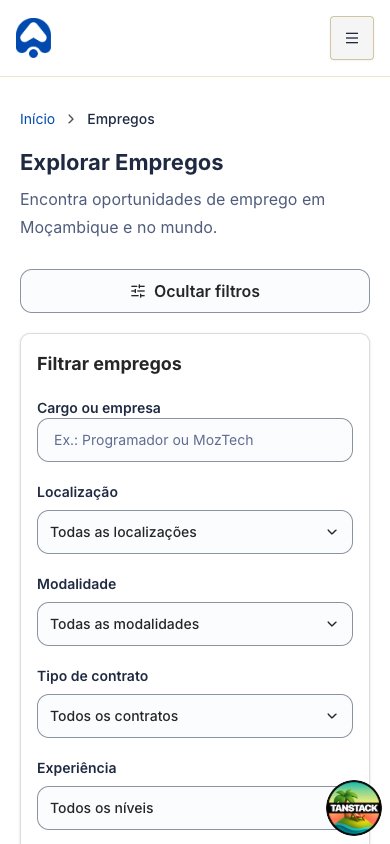 Início > Empregos
Explorar Empregos
Encontra oportunidades de emprego em
Moçambique e no mundo.
Ocultar filtros
Filtrar empregos
Cargo ou empresa
Ex.: Programador ou MozTech
Localização
Todas as localizações
Modalidade
Todas as modalidades
Tipo de contrato
Todos os contratos
Experiência
Todos os níveis
TANSTACK